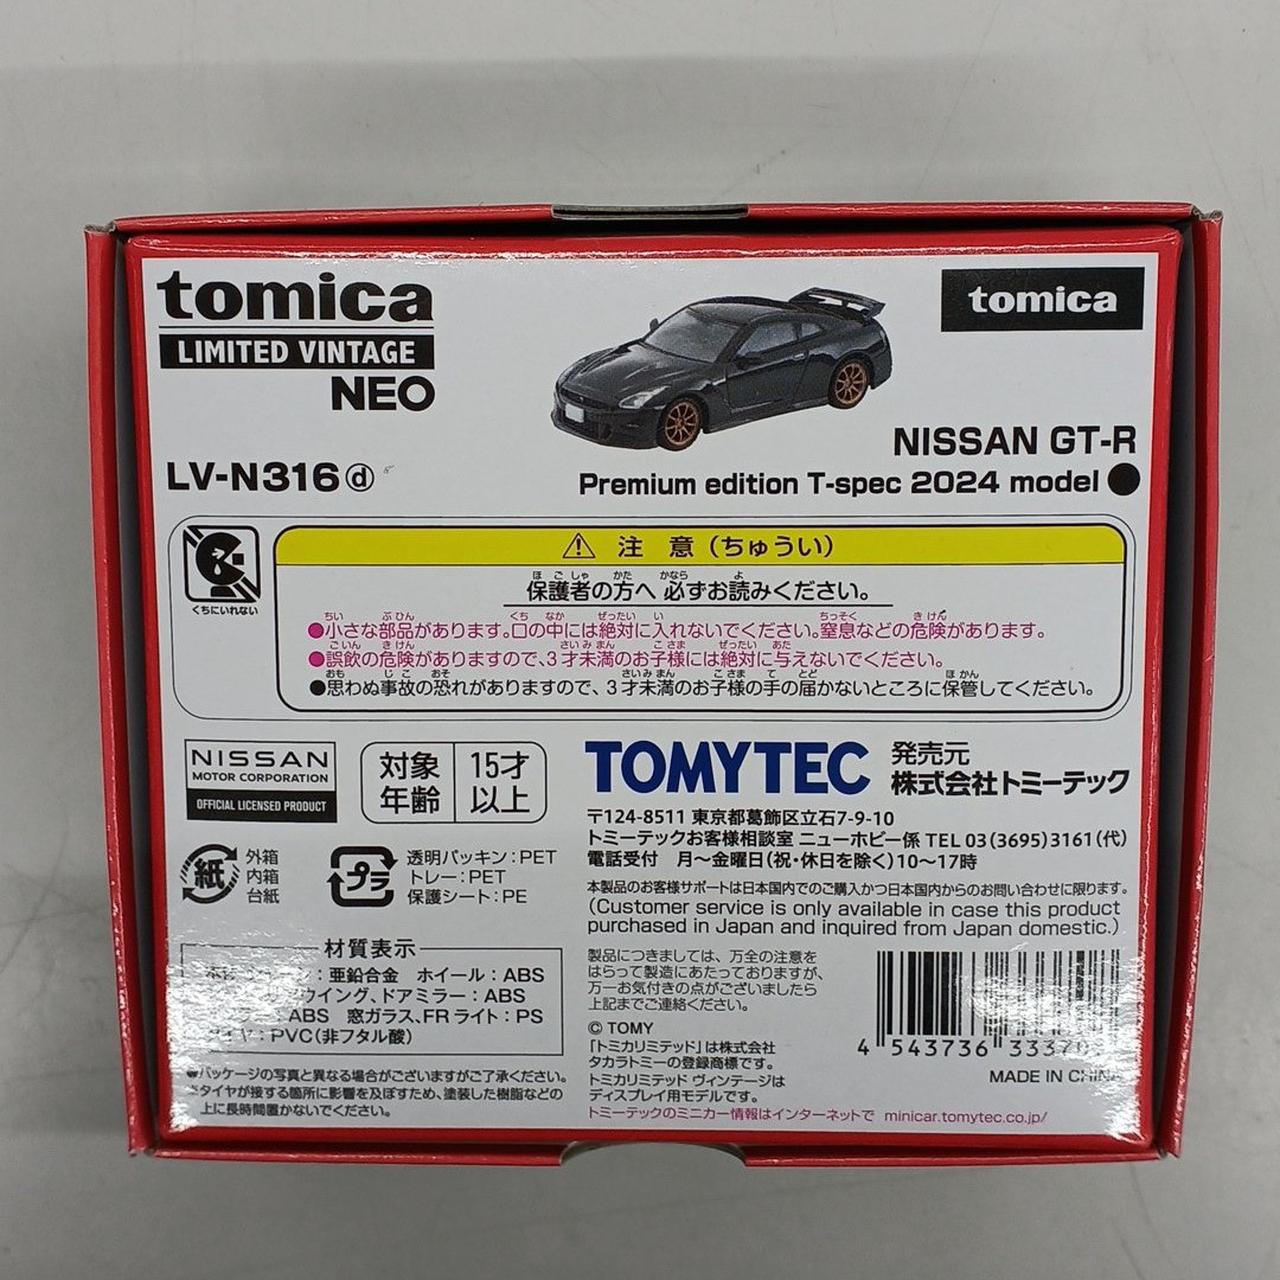 tomica
LIMITED VINTAGE
NEO
tomica
LV-N316ⓓ
NISSAN GT-R
Premium edition T-spec 2024 model ●
くちにいれない
⚠ 注 意（ちゅうい）
保護者の方へ 必ずお読みください。
●小さな部品があります。口の中には絶対に入れないでください。窒息などの危険があります。
●誤飲の危険がありますので、3才未満のお子様には絶対に与えないでください。
●思わぬ事故の恐れがありますので、3才未満のお子様の手の届かないところに保管してください。
NISSAN
MOTOR CORPORATION
OFFICIAL LICENSED PRODUCT
対象年齢 15才以上
TOMYTEC 発売元
株式会社トミーテック
〒124-8511 東京都葛飾区立石7-9-10
トミーテックお客様相談室 ニューホビー係 TEL 03(3695)3161(代)
電話受付 月～金曜日(祝・休日を除く)10～17時
紙 外箱
内箱
台紙
プラ 透明パッキン：PET
トレー：PET
保護シート：PE
本製品のお客様サポートは日本国内でのご購入かつ日本国内からのお問い合わせに限ります。
(Customer service is only available in case this product
purchased in Japan and inquired from Japan domestic.)
材質表示
：亜鉛合金 ホイール：ABS
ウイング、ドアミラー：ABS
ABS 窓ガラス、FRライト：PS
：PVC(非フタル酸)
●パッケージの写真と異なる場合がございますがご了承ください。
タイヤが接する箇所に影響を及ぼすため、塗装した樹脂などの
上に長時間置かないでください。
製品につきましては、万全の注意を
はらって製造にあたっておりますが、
万一お気付きの点がございましたら
上記までご連絡ください。
© TOMY
「トミカリミテッド」は株式会社
タカラトミーの登録商標です。
トミカリミテッド ヴィンテージは
ディスプレイ用モデルです。
トミーテックのミニカー情報はインターネットで minicar.tomytec.co.jp/
4 543736
MADE IN CHINA